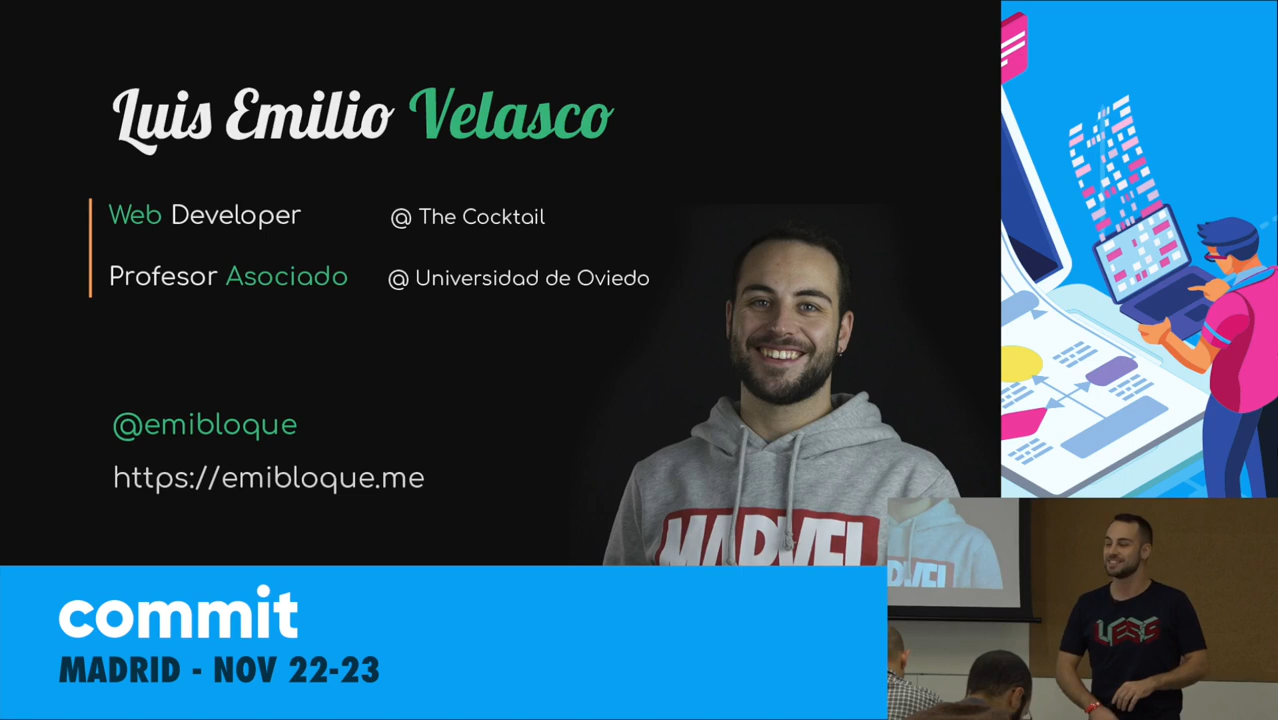 Luis Emilio Velasco
Web Developer @ The Cocktail
Profesor Asociado @ Universidad de Oviedo
@emibloque
https://emibloque.me
MARVEL
commit
MADRID - NOV 22-23
LESS